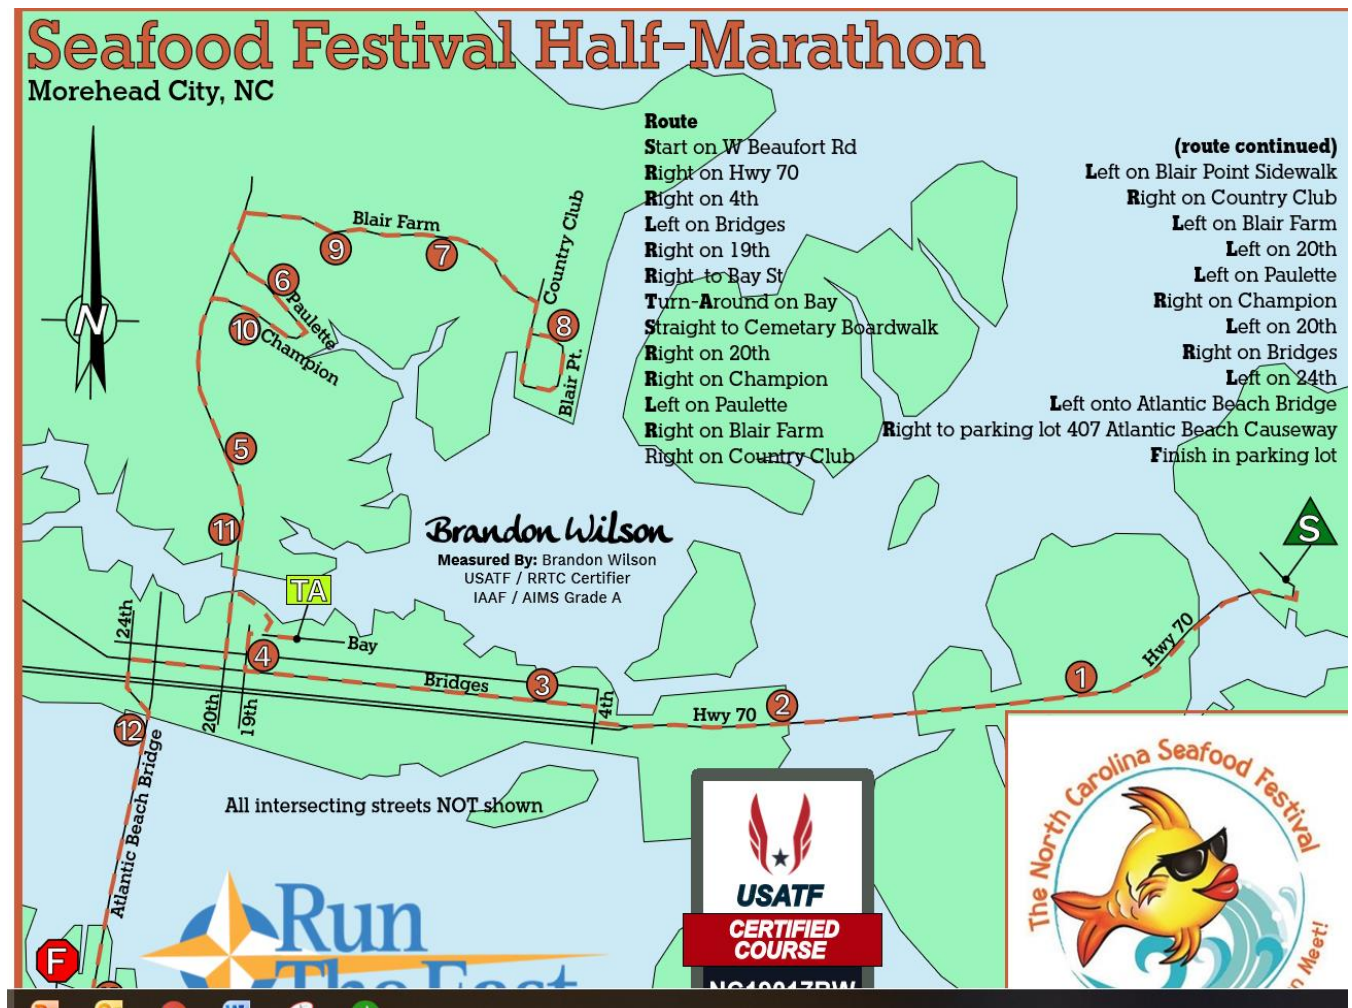 Seafood Festival Half-Marathon
Morehead City, NC
Route
Start on W Beaufort Rd
Right on Hwy 70
Right on 4th
Left on Bridges
Right on 19th
Right to Bay St
Turn-Around on Bay
Straight to Cemetary Boardwalk
Right on 20th
Right on Champion
Left on Paulette
Right on Blair Farm
Right on Country Club
(route continued)
Left on Blair Point Sidewalk
Right on Country Club
Left on Blair Farm
Left on 20th
Left on Paulette
Right on Champion
Left on 20th
Right on Bridges
Left on 24th
Left onto Atlantic Beach Bridge
Right to parking lot 407 Atlantic Beach Causeway
Finish in parking lot
N
Blair Farm
9
7
Country Club
6
Paulette
10
Champion
8
Blair Pt.
5
11
Brandon Wilson
Measured By: Brandon Wilson
USATF / RRTC Certifier
IAAF / AIMS Grade A
S
TA
24th
Bay
4
Bridges
3
4th
20th
19th
Hwy 70
2
1
Hwy 70
12
Atlantic Beach Bridge
All intersecting streets NOT shown
F
Run
The East
USATF
CERTIFIED
COURSE
The North Carolina Seafood Festival
Meet!